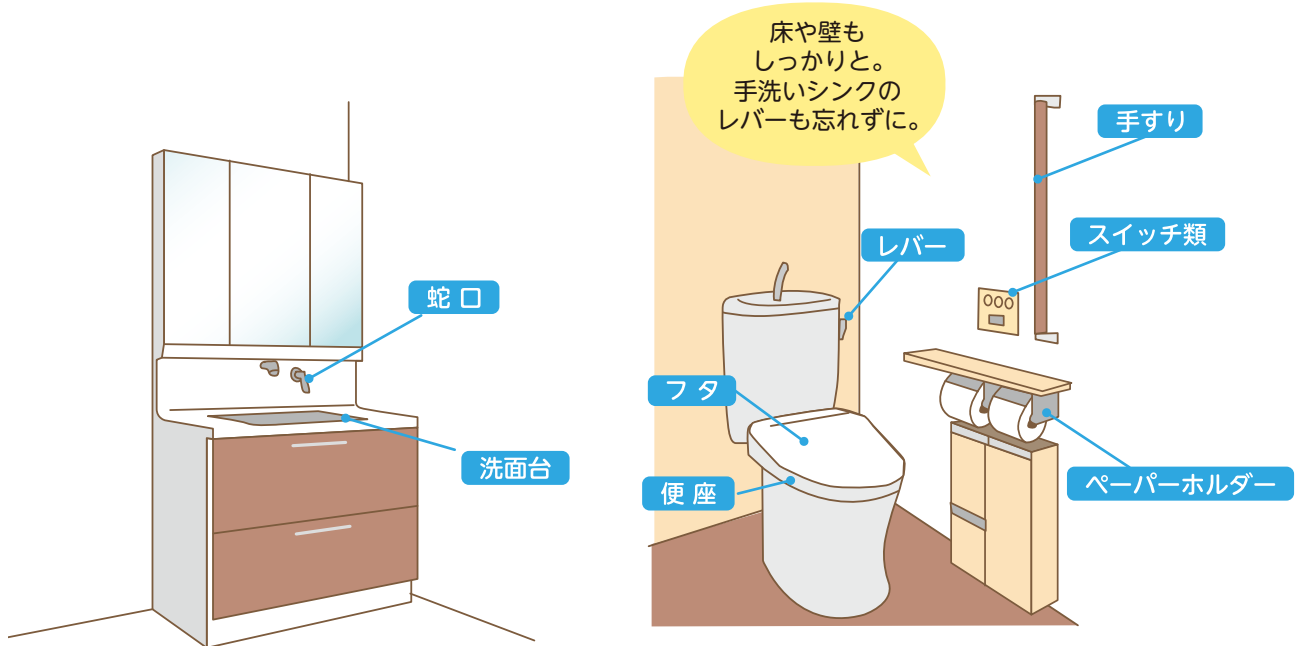 蛇口
洗面台
床や壁も
しっかりと。
手洗いシンクの
レバーも忘れずに。
手すり
スイッチ類
レバー
フタ
便座
ペーパーホルダー